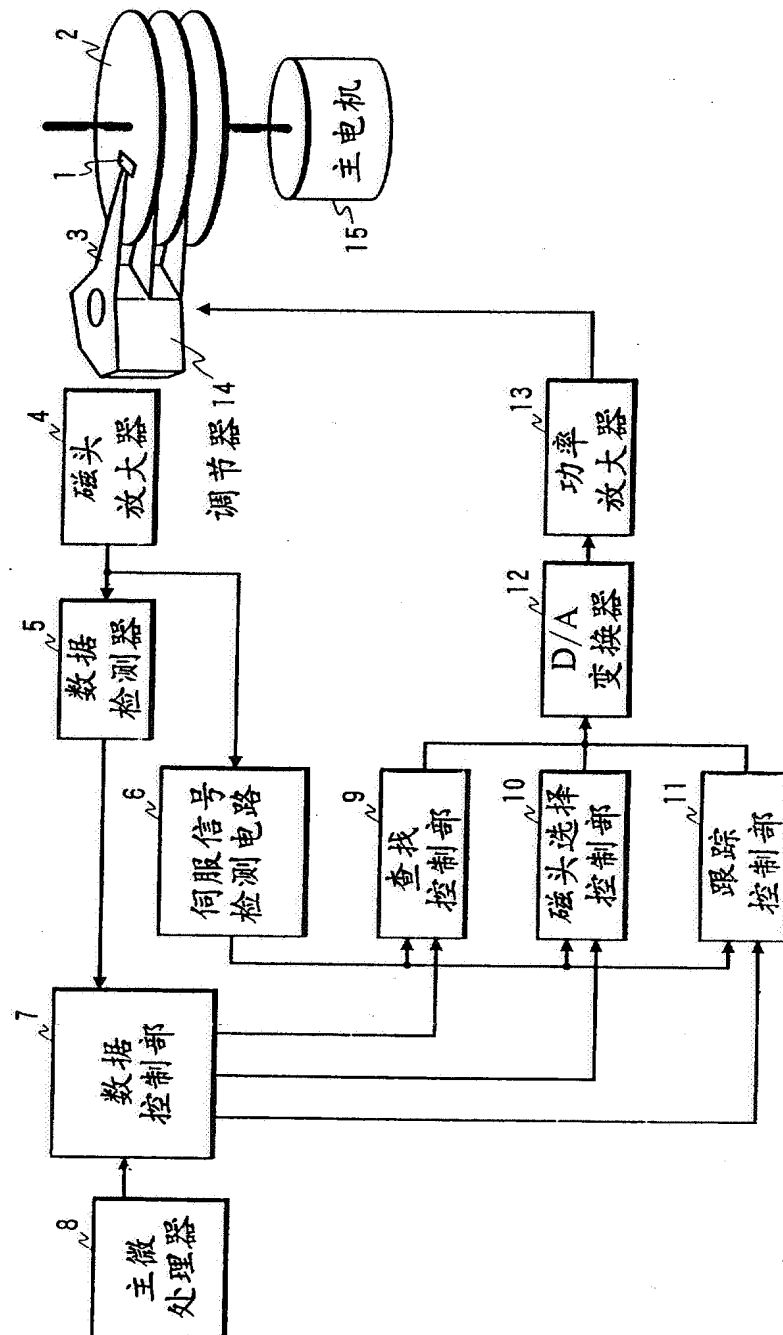 8
主微
处理器
7
数据
控制部
5
数据
检测器
4
磁头
放大器
3
1
2
6
伺服信号
检测电路
调节器 14
主电机
15
9
查找
控制部
10
磁头选择
控制部
11
跟踪
控制部
12
D/A
变换器
13
功率
放大器